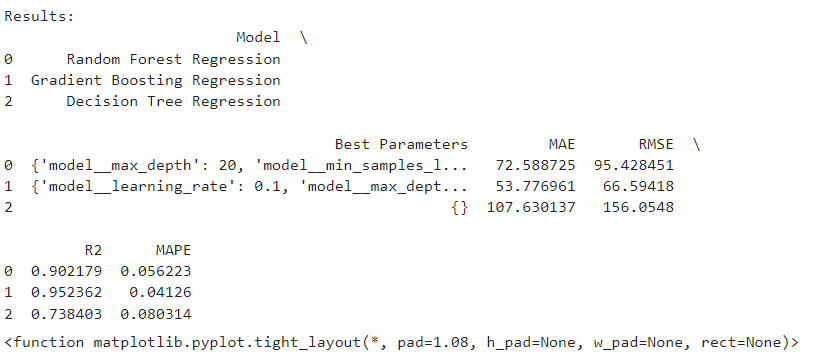 Results:
Model \
0 Random Forest Regression
1 Gradient Boosting Regression
2 Decision Tree Regression
Best Parameters MAE RMSE \
0 {'model__max_depth': 20, 'model__min_samples_l... 72.588725 95.428451
1 {'model__learning_rate': 0.1, 'model__max_dept... 53.776961 66.59418
2 {} 107.630137 156.0548
R2 MAPE
0 0.902179 0.056223
1 0.952362 0.04126
2 0.738403 0.080314
<function matplotlib.pyplot.tight_layout(*, pad=1.08, h_pad=None, w_pad=None, rect=None)>